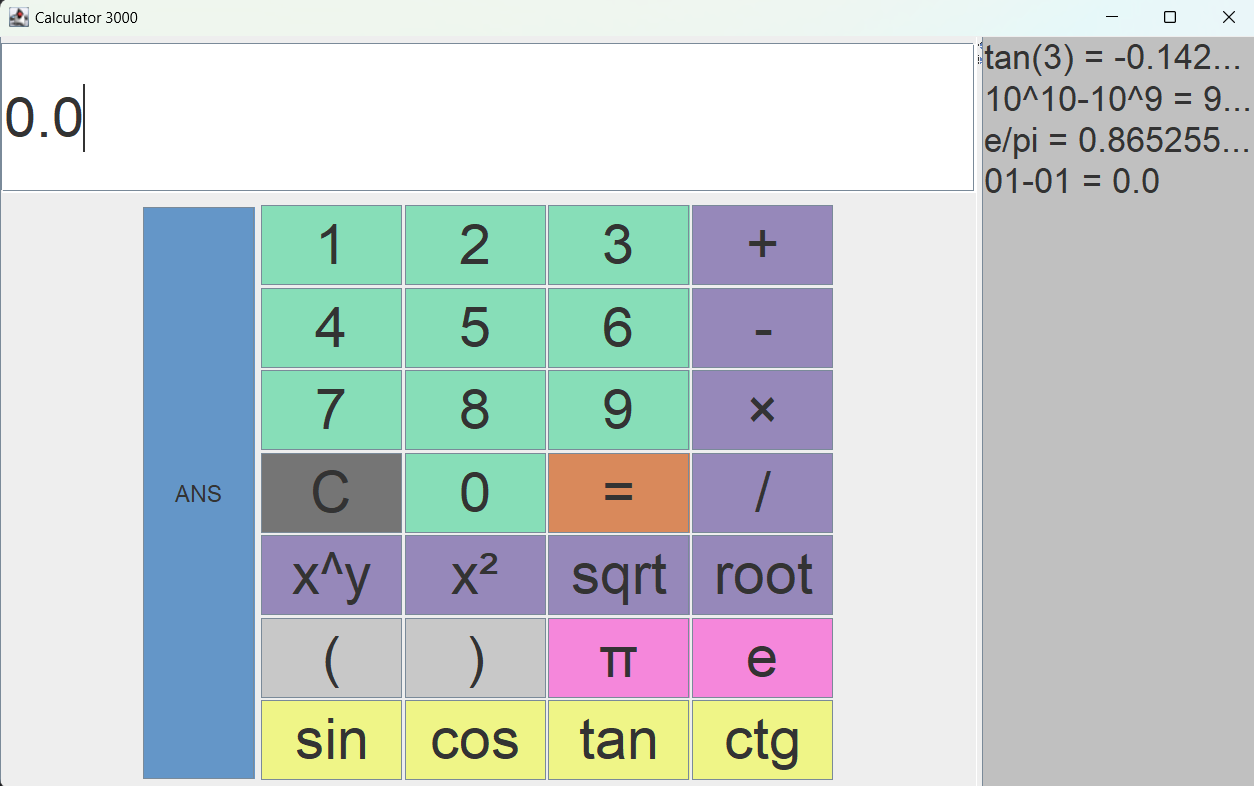 Calculator 3000
0.0
tan(3) = -0.142...
10^10-10^9 = 9...
e/pi = 0.865255...
01-01 = 0.0
ANS
1 2 3 +
4 5 6 -
7 8 9 ×
C 0 = /
x^y x² sqrt root
( ) π e
sin cos tan ctg